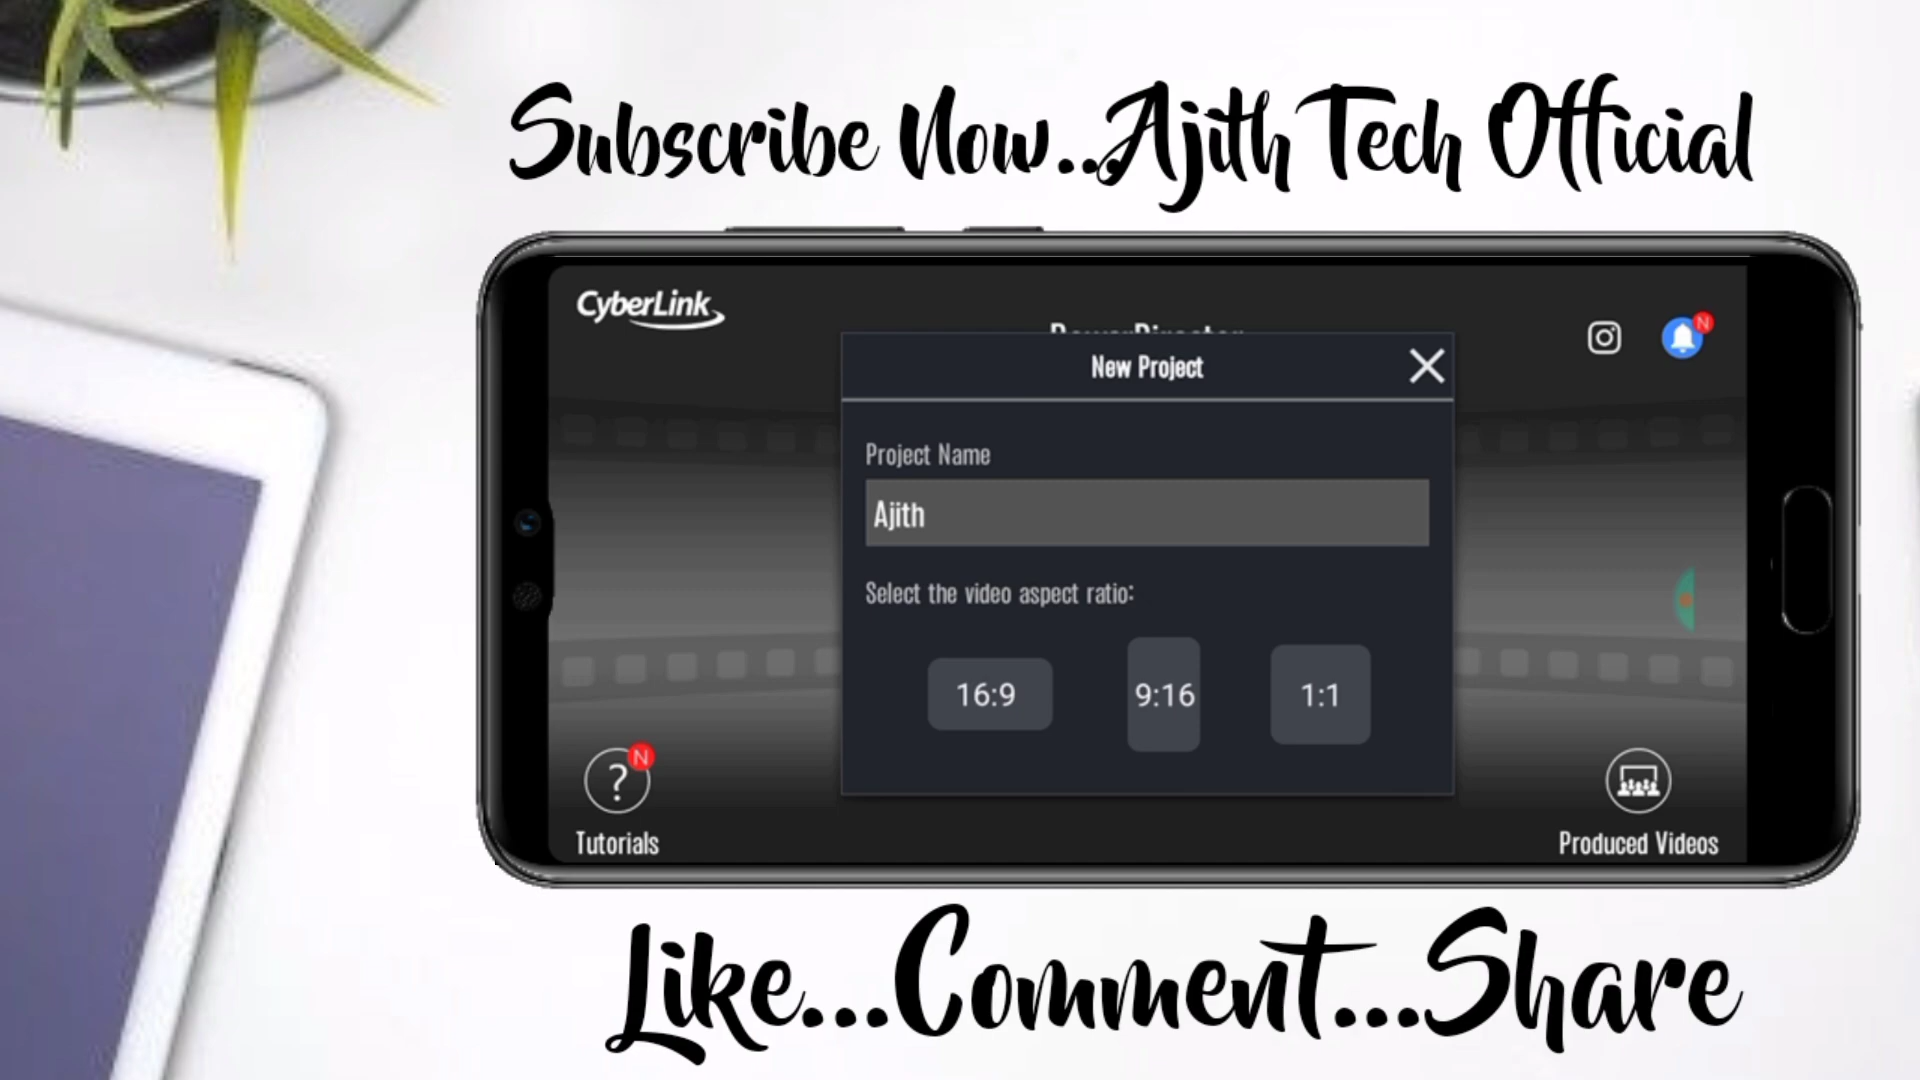 Subscribe Now..Ajith Tech Official
CyberLink
PowerDirector
N
New Project
Project Name
Ajith
Select the video aspect ratio:
16:9 9:16 1:1
N
Tutorials
Produced Videos
Like...Comment...Share